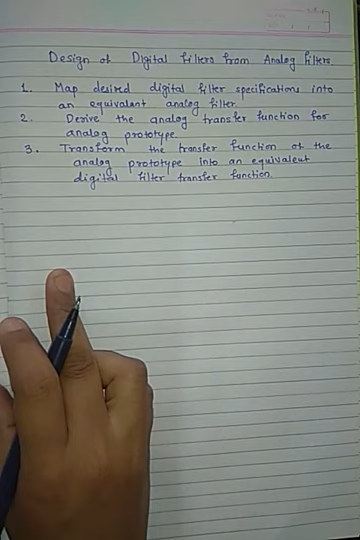 Design of Digital Filters from Analog Filters
1. Map desired digital filter specifications into
an equivalent analog filter.
2. Derive the analog transfer function for
analog prototype.
3. Transform the transfer function of the
analog prototype into an equivalent
digital filter transfer function.